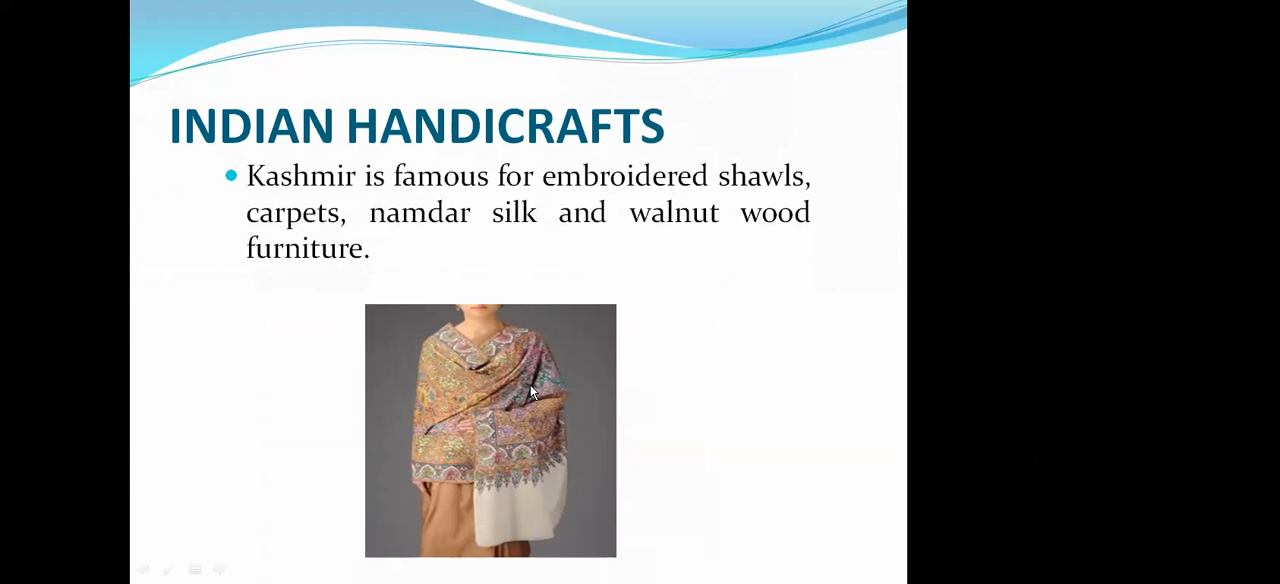 INDIAN HANDICRAFTS
Kashmir is famous for embroidered shawls,
carpets, namdar silk and walnut wood
furniture.